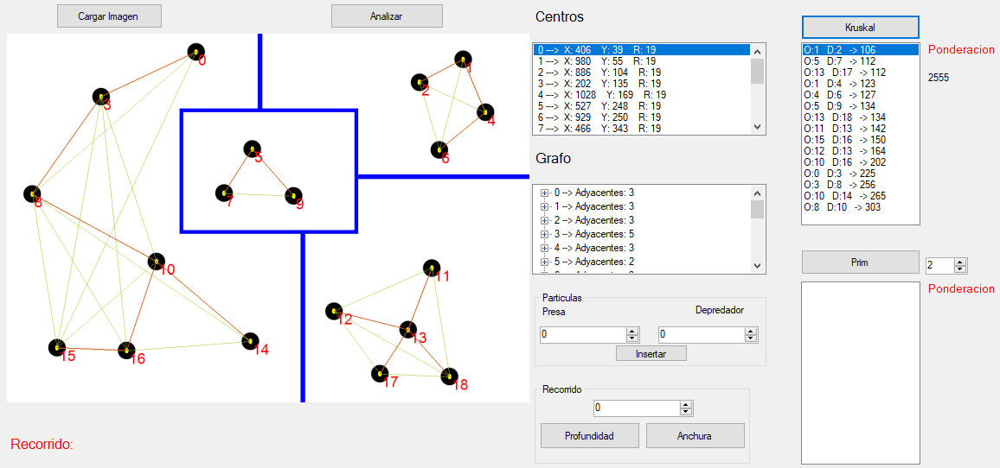 Cargar Imagen
Analizar
0
1
2
3
4
5
6
7
8
9
10
11
12
13
14
15
16
17
18
Recorrido:
Centros
0 ---> X: 406 Y: 39 R: 19
1 ---> X: 980 Y: 55 R: 19
2 ---> X: 886 Y: 104 R: 19
3 ---> X: 202 Y: 135 R: 19
4 ---> X: 1028 Y: 169 R: 19
5 ---> X: 527 Y: 248 R: 19
6 ---> X: 929 Y: 250 R: 19
7 ---> X: 466 Y: 343 R: 19
Grafo
0 --> Adyacentes: 3
1 --> Adyacentes: 3
2 --> Adyacentes: 3
3 --> Adyacentes: 5
4 --> Adyacentes: 3
5 --> Adyacentes: 2
Particulas
Presa
Depredador
0
0
Insertar
Recorrido
0
Profundidad
Anchura
Kruskal
O:1 D:2 -> 106
O:5 D:7 -> 112
O:13 D:17 -> 112
O:1 D:4 -> 123
O:4 D:6 -> 127
O:5 D:9 -> 134
O:13 D:18 -> 134
O:11 D:13 -> 142
O:15 D:16 -> 150
O:12 D:13 -> 164
O:10 D:16 -> 202
O:0 D:3 -> 225
O:3 D:8 -> 256
O:10 D:14 -> 265
O:8 D:10 -> 303
Ponderacion
2555
Prim
2
Ponderacion